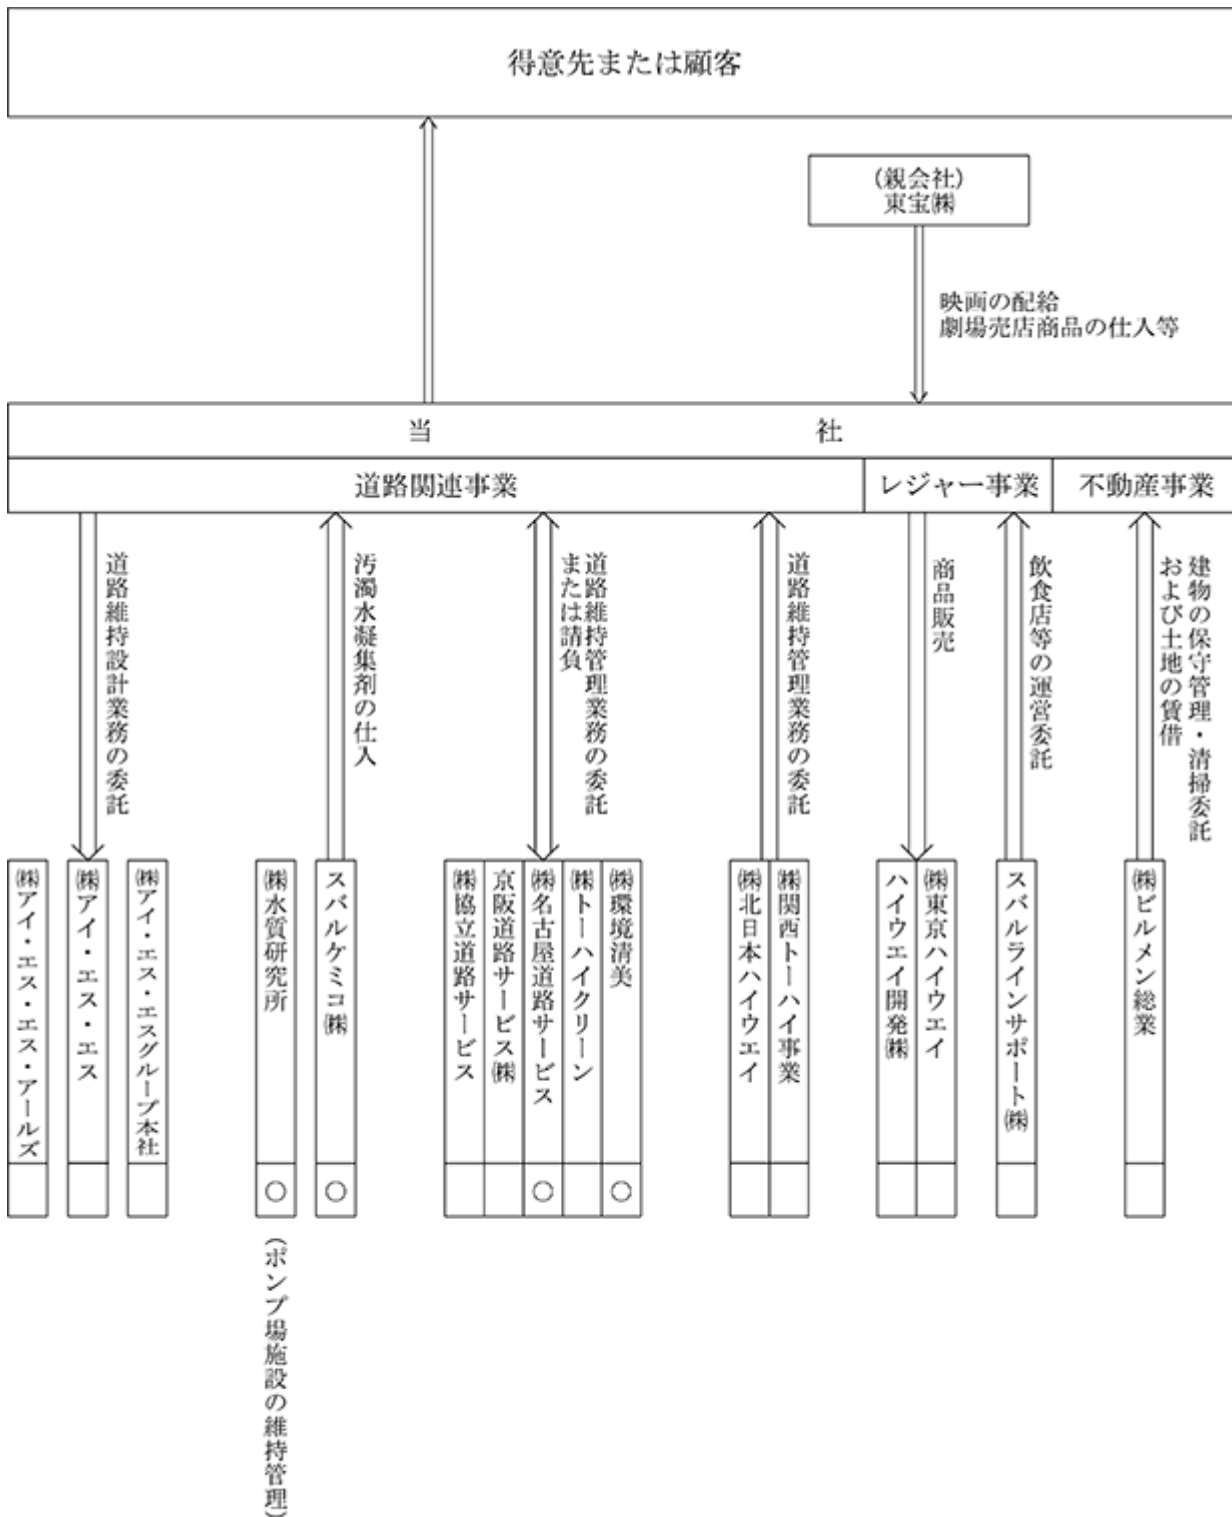 得意先または顧客
(親会社)
東宝㈱
映画の配給
劇場売店商品の仕入等
当社
道路関連事業
レジャー事業
不動産事業
道路維持設計業務の委託
汚濁水凝集剤の仕入
道路維持管理業務の委託
または請負
道路維持管理業務の委託
商品販売
飲食店等の運営委託
建物の保守管理・清掃委託
および土地の賃借
㈱アイ・エス・エス・アールズ
㈱アイ・エス・エス
㈱アイ・エス・エスグループ本社
㈱水質研究所
スバルケミコ㈱
㈱協立道路サービス
京阪道路サービス㈱
㈱名古屋道路サービス
㈱トーハイクリーン
㈱環境清美
㈱北日本ハイウエイ
㈱関西トーハイ事業
ハイウエイ開発㈱
㈱東京ハイウエイ
スバルラインサポート㈱
㈱ビルメン総業
○
○
○
○
(ポンプ場施設の維持管理)